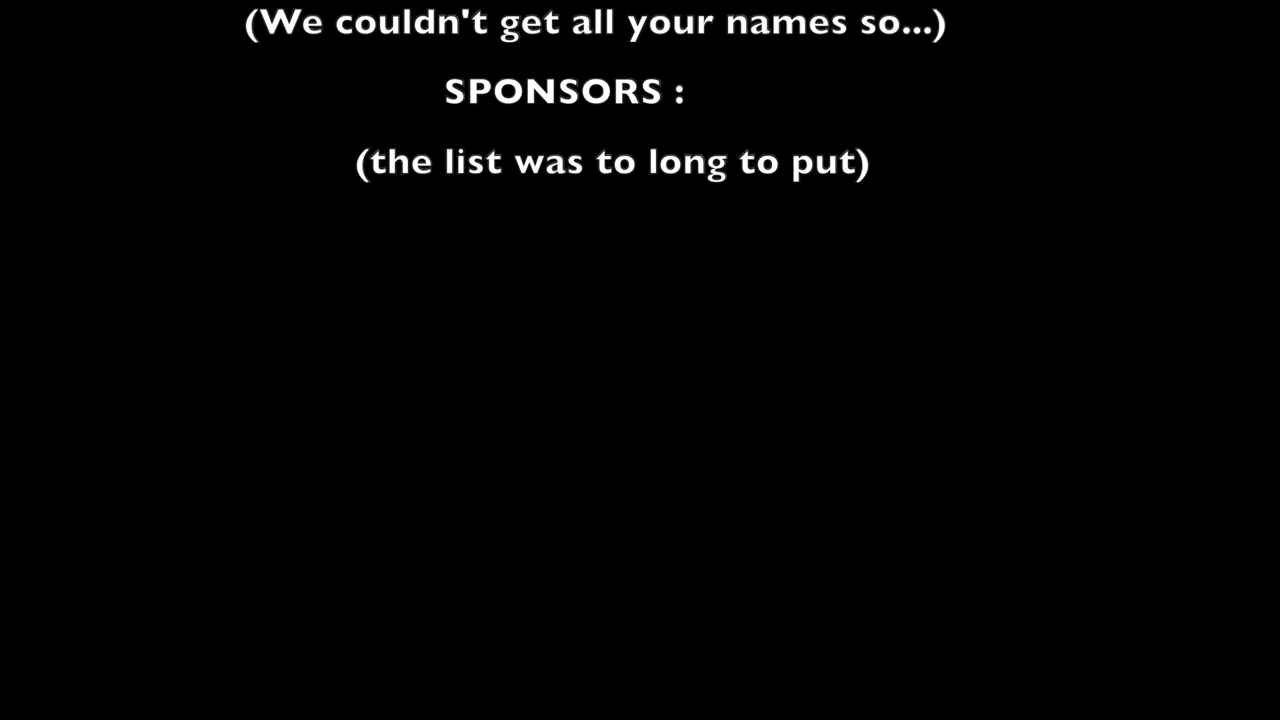 (We couldn't get all your names so...)
SPONSORS :
(the list was to long to put)